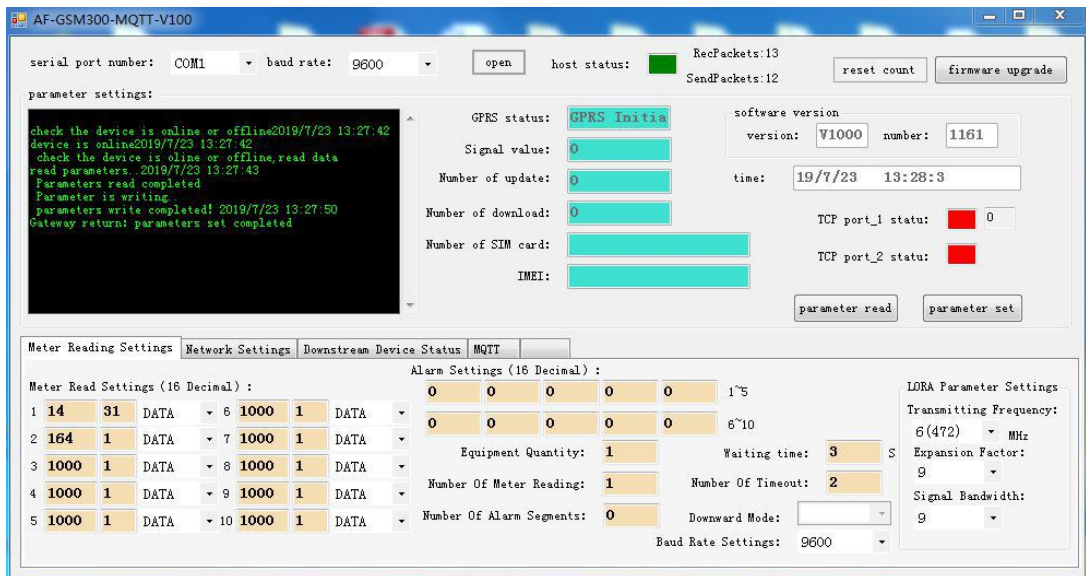 AF-GSM300-MQTT-V100
serial port number: COM1 baud rate: 9600 open host status: RecPackets:13 SendPackets:12 reset count firmware upgrade
parameter settings:
check the device is online or offline2019/7/23 13:27:42
device is online2019/7/23 13:27:42
check the device is oline or offline,read data
read parameters..2019/7/23 13:27:43
Parameters read completed
Parameter is writing..
parameters write completed! 2019/7/23 13:27:50
Gateway return: parameters set completed
GPRS status: GPRS Initia
Signal value: 0
Number of update: 0
Number of download: 0
Number of SIM card:
IMEI:
software version
version: V1000 number: 1161
time: 19/7/23 13:28:3
TCP port_1 statu: 0
TCP port_2 statu:
parameter read parameter set
Meter Reading Settings Network Settings Downstream Device Status MQTT
Meter Read Settings (16 Decimal) :
1 14 31 DATA 6 1000 1 DATA
2 164 1 DATA 7 1000 1 DATA
3 1000 1 DATA 8 1000 1 DATA
4 1000 1 DATA 9 1000 1 DATA
5 1000 1 DATA 10 1000 1 DATA
Alarm Settings (16 Decimal) :
0 0 0 0 0 1~5
0 0 0 0 0 6~10
Equipment Quantity: 1 Waiting time: 3 S
Number Of Meter Reading: 1 Number Of Timeout: 2
Number Of Alarm Segments: 0 Downward Mode:
Baud Rate Settings: 9600
LORA Parameter Settings
Transmitting Frequency:
6(472) MHz
Expansion Factor:
9
Signal Bandwidth:
9